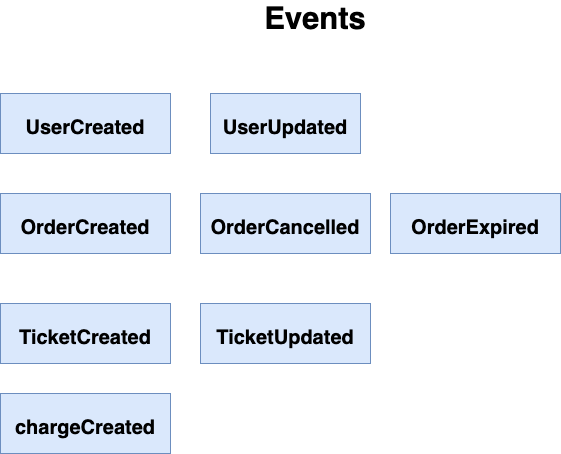 Events
UserCreated
UserUpdated
OrderCreated
OrderCancelled
OrderExpired
TicketCreated
TicketUpdated
chargeCreated